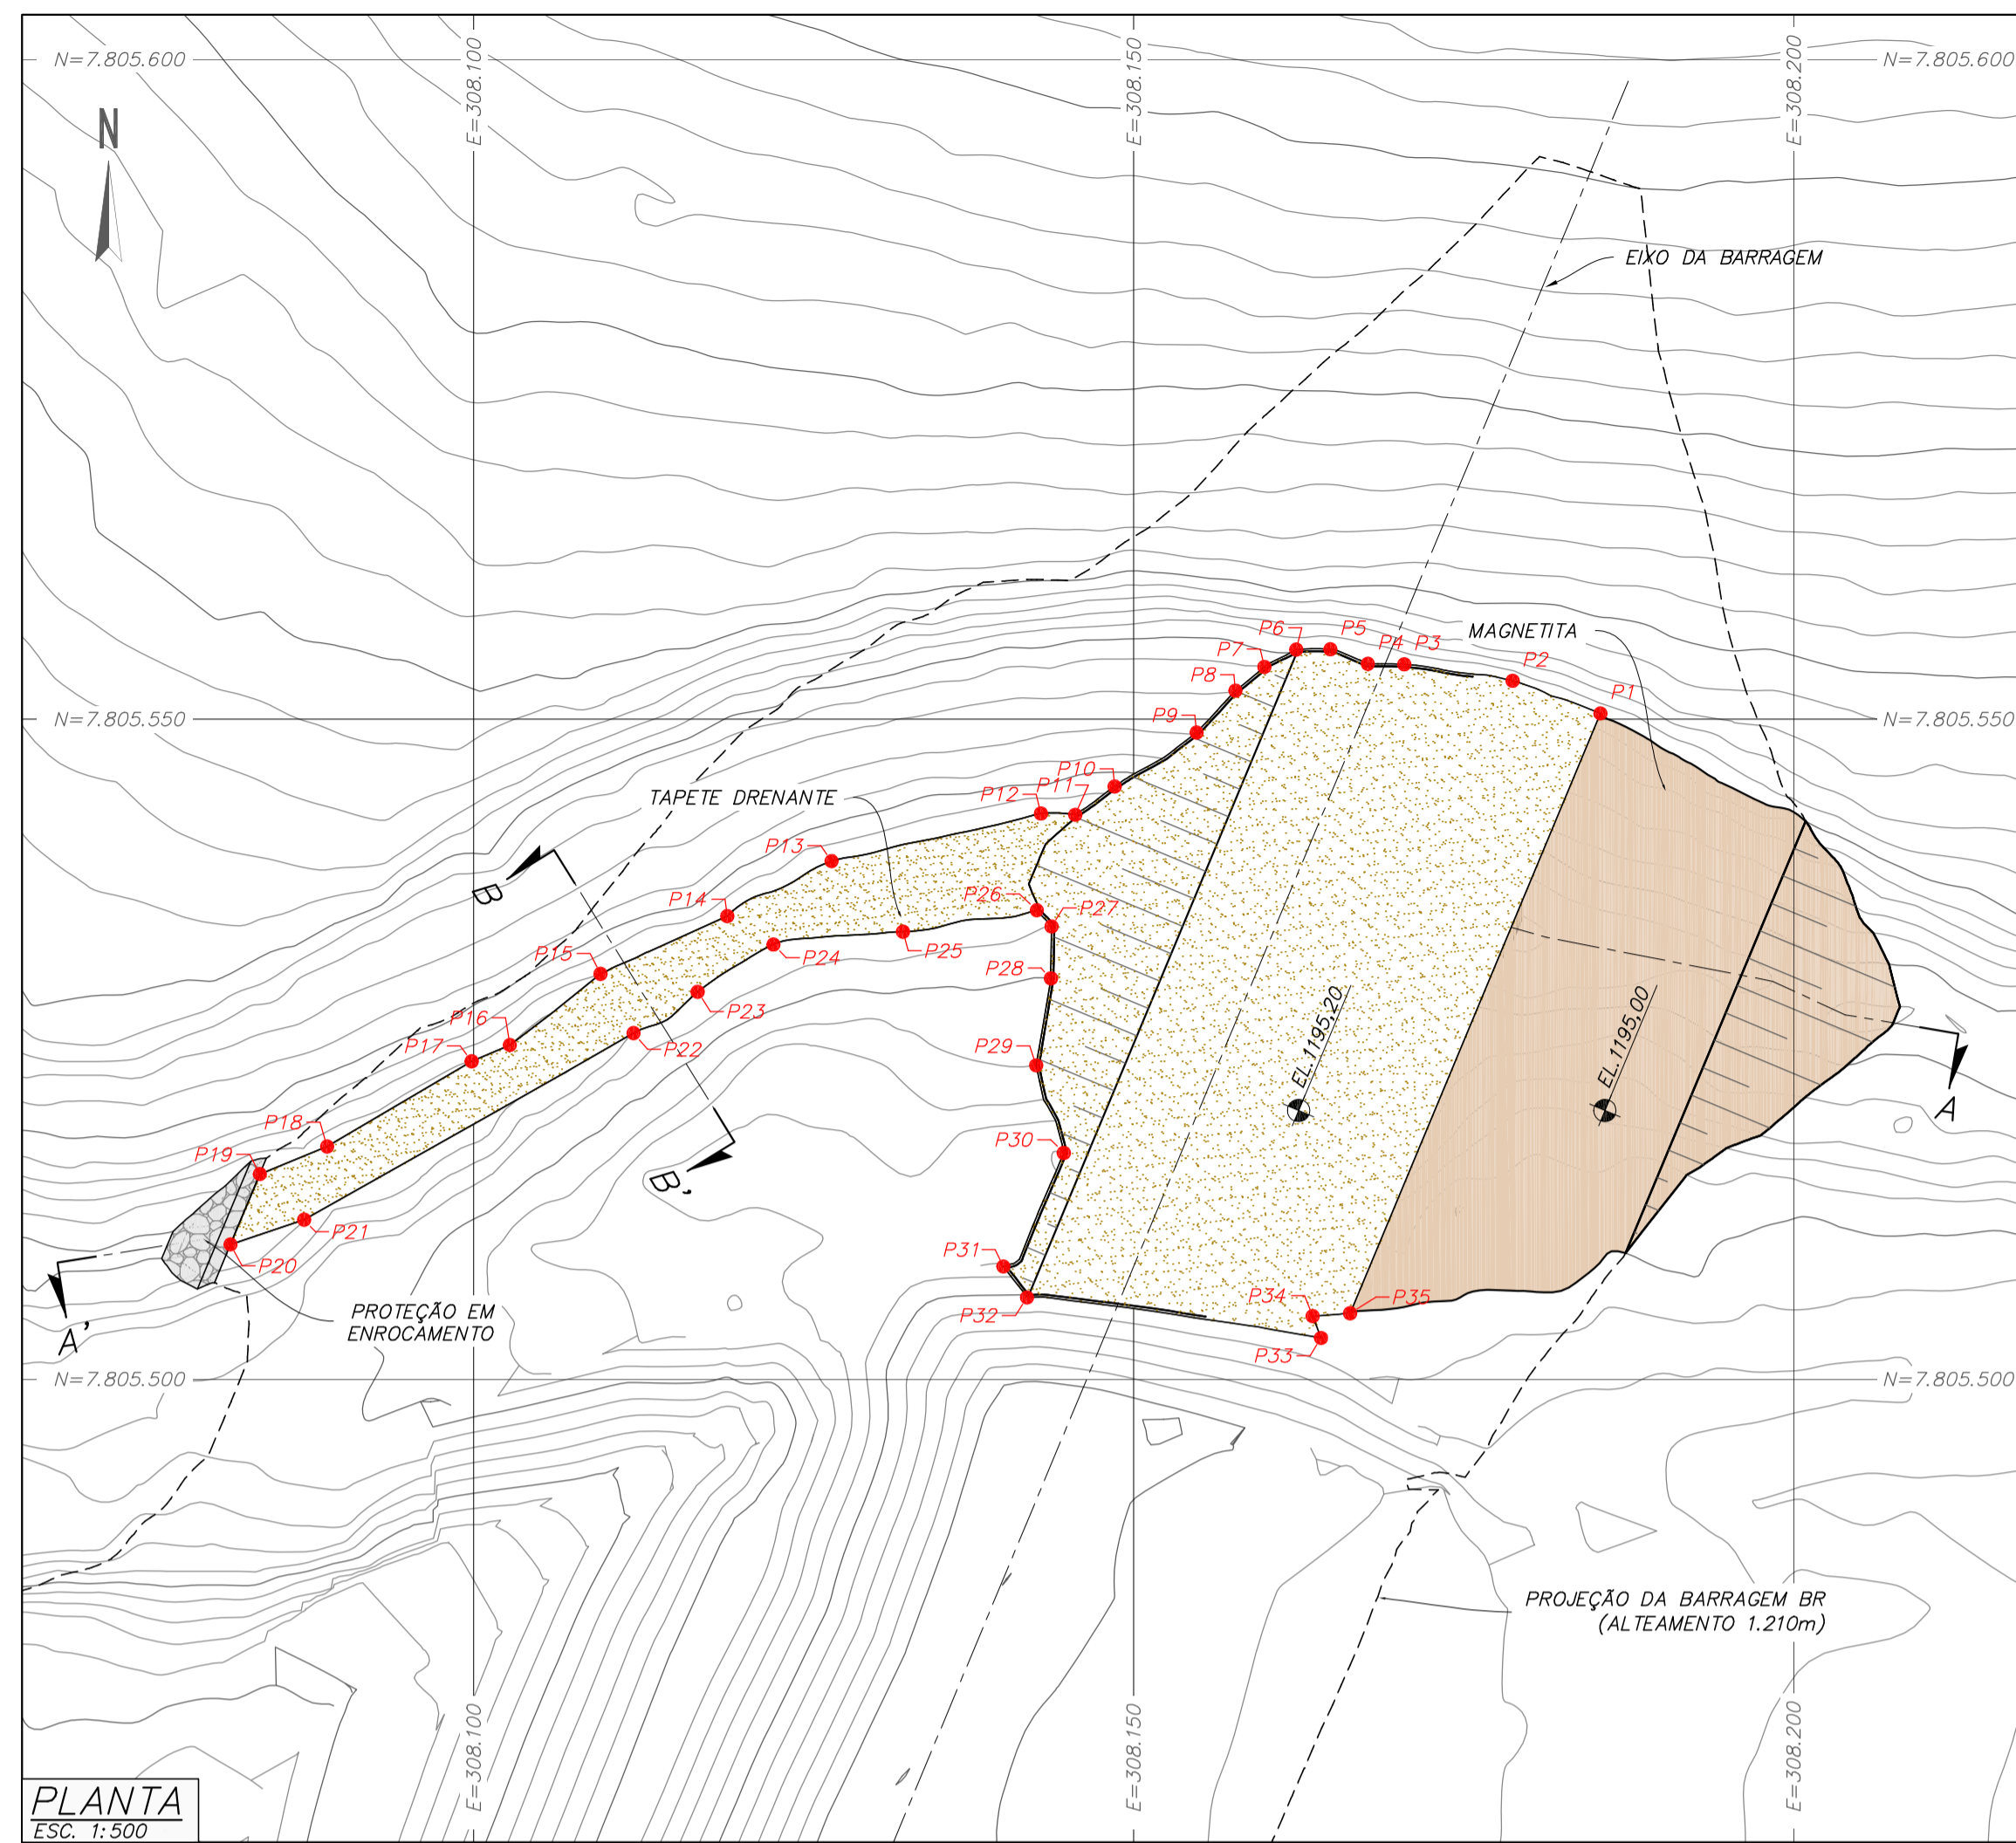 E=308.100
E=308.150
E=308.200
N=7.805.600
N=7.805.600
N
EIXO DA BARRAGEM
MAGNETITA
P6
P5
P4
P3
P2
P1
P7
P8
P9
N=7.805.550
N=7.805.550
P10
P11
P12
TAPETE DRENANTE
P13
B
P14
P26
P27
P15
P24
P25
P28
P23
EL.1195,20
EL.1195,00
P16
P17
P22
P29
A
P18
P19
P30
B'
P21
P20
P31
P32
P34
P35
P33
A'
PROTEÇÃO EM
ENROCAMENTO
N=7.805.500
N=7.805.500
PROJEÇÃO DA BARRAGEM BR
(ALTEAMENTO 1.210m)
E=308.100
E=308.150
E=308.200
PLANTA
ESC. 1:500